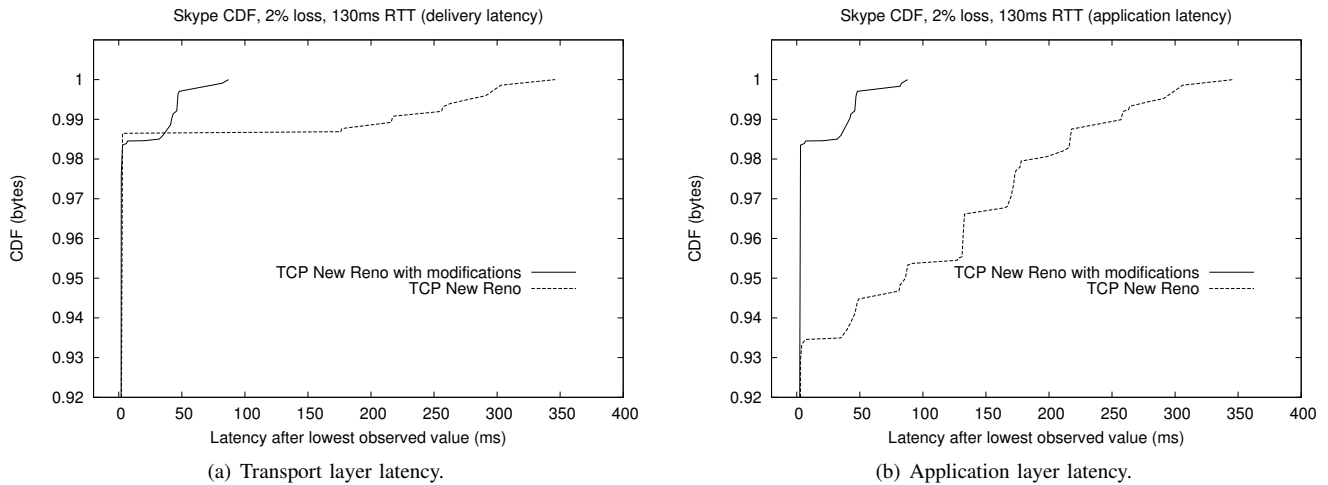 Skype CDF, 2% loss, 130ms RTT (delivery latency)
1
0.99
0.98
0.97
0.96
0.95
0.94
0.93
0.92
CDF (bytes)
TCP New Reno with modifications
TCP New Reno
0 50 100 150 200 250 300 350 400
Latency after lowest observed value (ms)
(a) Transport layer latency.
Skype CDF, 2% loss, 130ms RTT (application latency)
1
0.99
0.98
0.97
0.96
0.95
0.94
0.93
0.92
CDF (bytes)
TCP New Reno with modifications
TCP New Reno
0 50 100 150 200 250 300 350 400
Latency after lowest observed value (ms)
(b) Application layer latency.